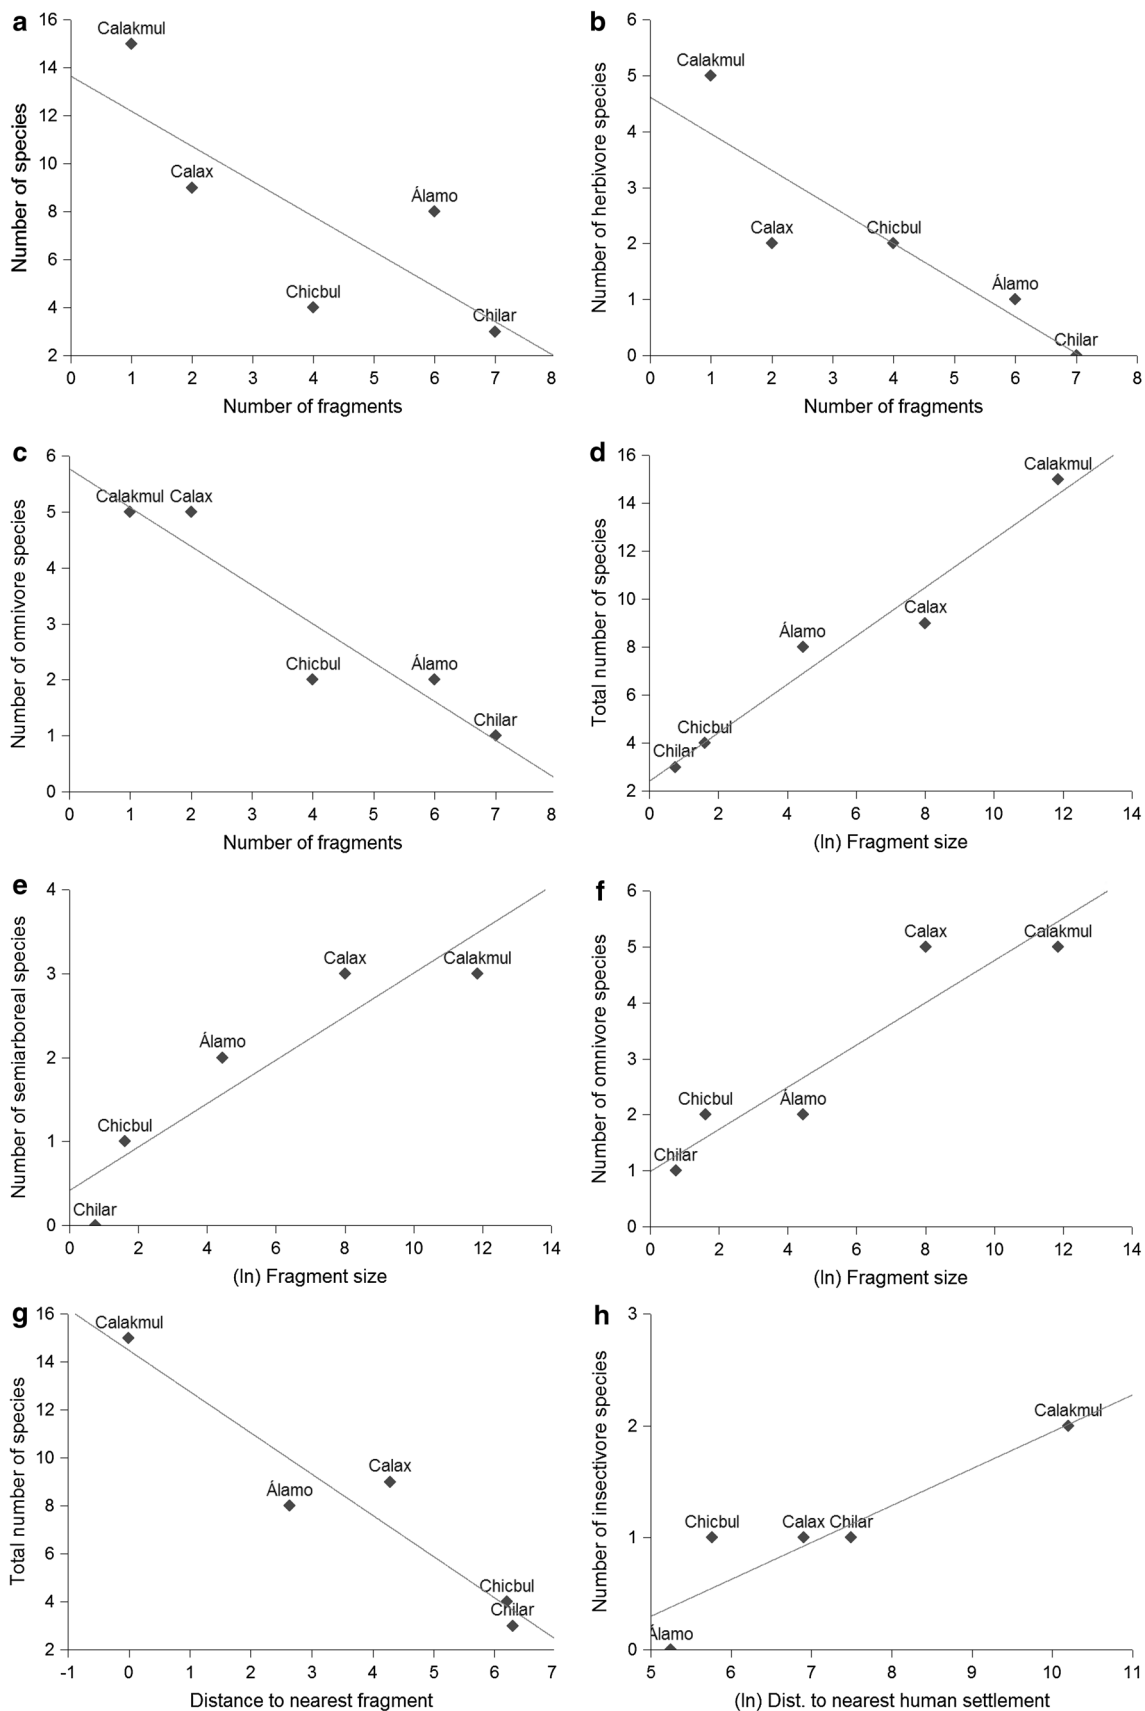 a
16
14
12
10
8
6
4
2
0 1 2 3 4 5 6 7 8
Number of species
Number of fragments
Calakmul
Calax
Álamo
Chicbul
Chilar
b
6
5
4
3
2
1
0
0 1 2 3 4 5 6 7 8
Number of herbivore species
Number of fragments
Calakmul
Calax
Chicbul
Álamo
Chilar
c
6
5
4
3
2
1
0
0 1 2 3 4 5 6 7 8
Number of omnivore species
Number of fragments
Calakmul Calax
Chicbul
Álamo
Chilar
d
16
14
12
10
8
6
4
2
0 2 4 6 8 10 12 14
Total number of species
(ln) Fragment size
Calakmul
Calax
Álamo
Chicbul
Chilar
e
4
3
2
1
0
0 2 4 6 8 10 12 14
Number of semiarboreal species
(ln) Fragment size
Calax
Calakmul
Álamo
Chicbul
Chilar
f
6
5
4
3
2
1
0
0 2 4 6 8 10 12 14
Number of omnivore species
(ln) Fragment size
Calax
Calakmul
Chicbul
Álamo
Chilar
g
16
14
12
10
8
6
4
2
-1 0 1 2 3 4 5 6 7
Total number of species
Distance to nearest fragment
Calakmul
Calax
Álamo
Chicbul
Chilar
h
3
2
1
0
5 6 7 8 9 10 11
Number of insectivore species
(ln) Dist. to nearest human settlement
Calakmul
Chicbul
Calax Chilar
Álamo